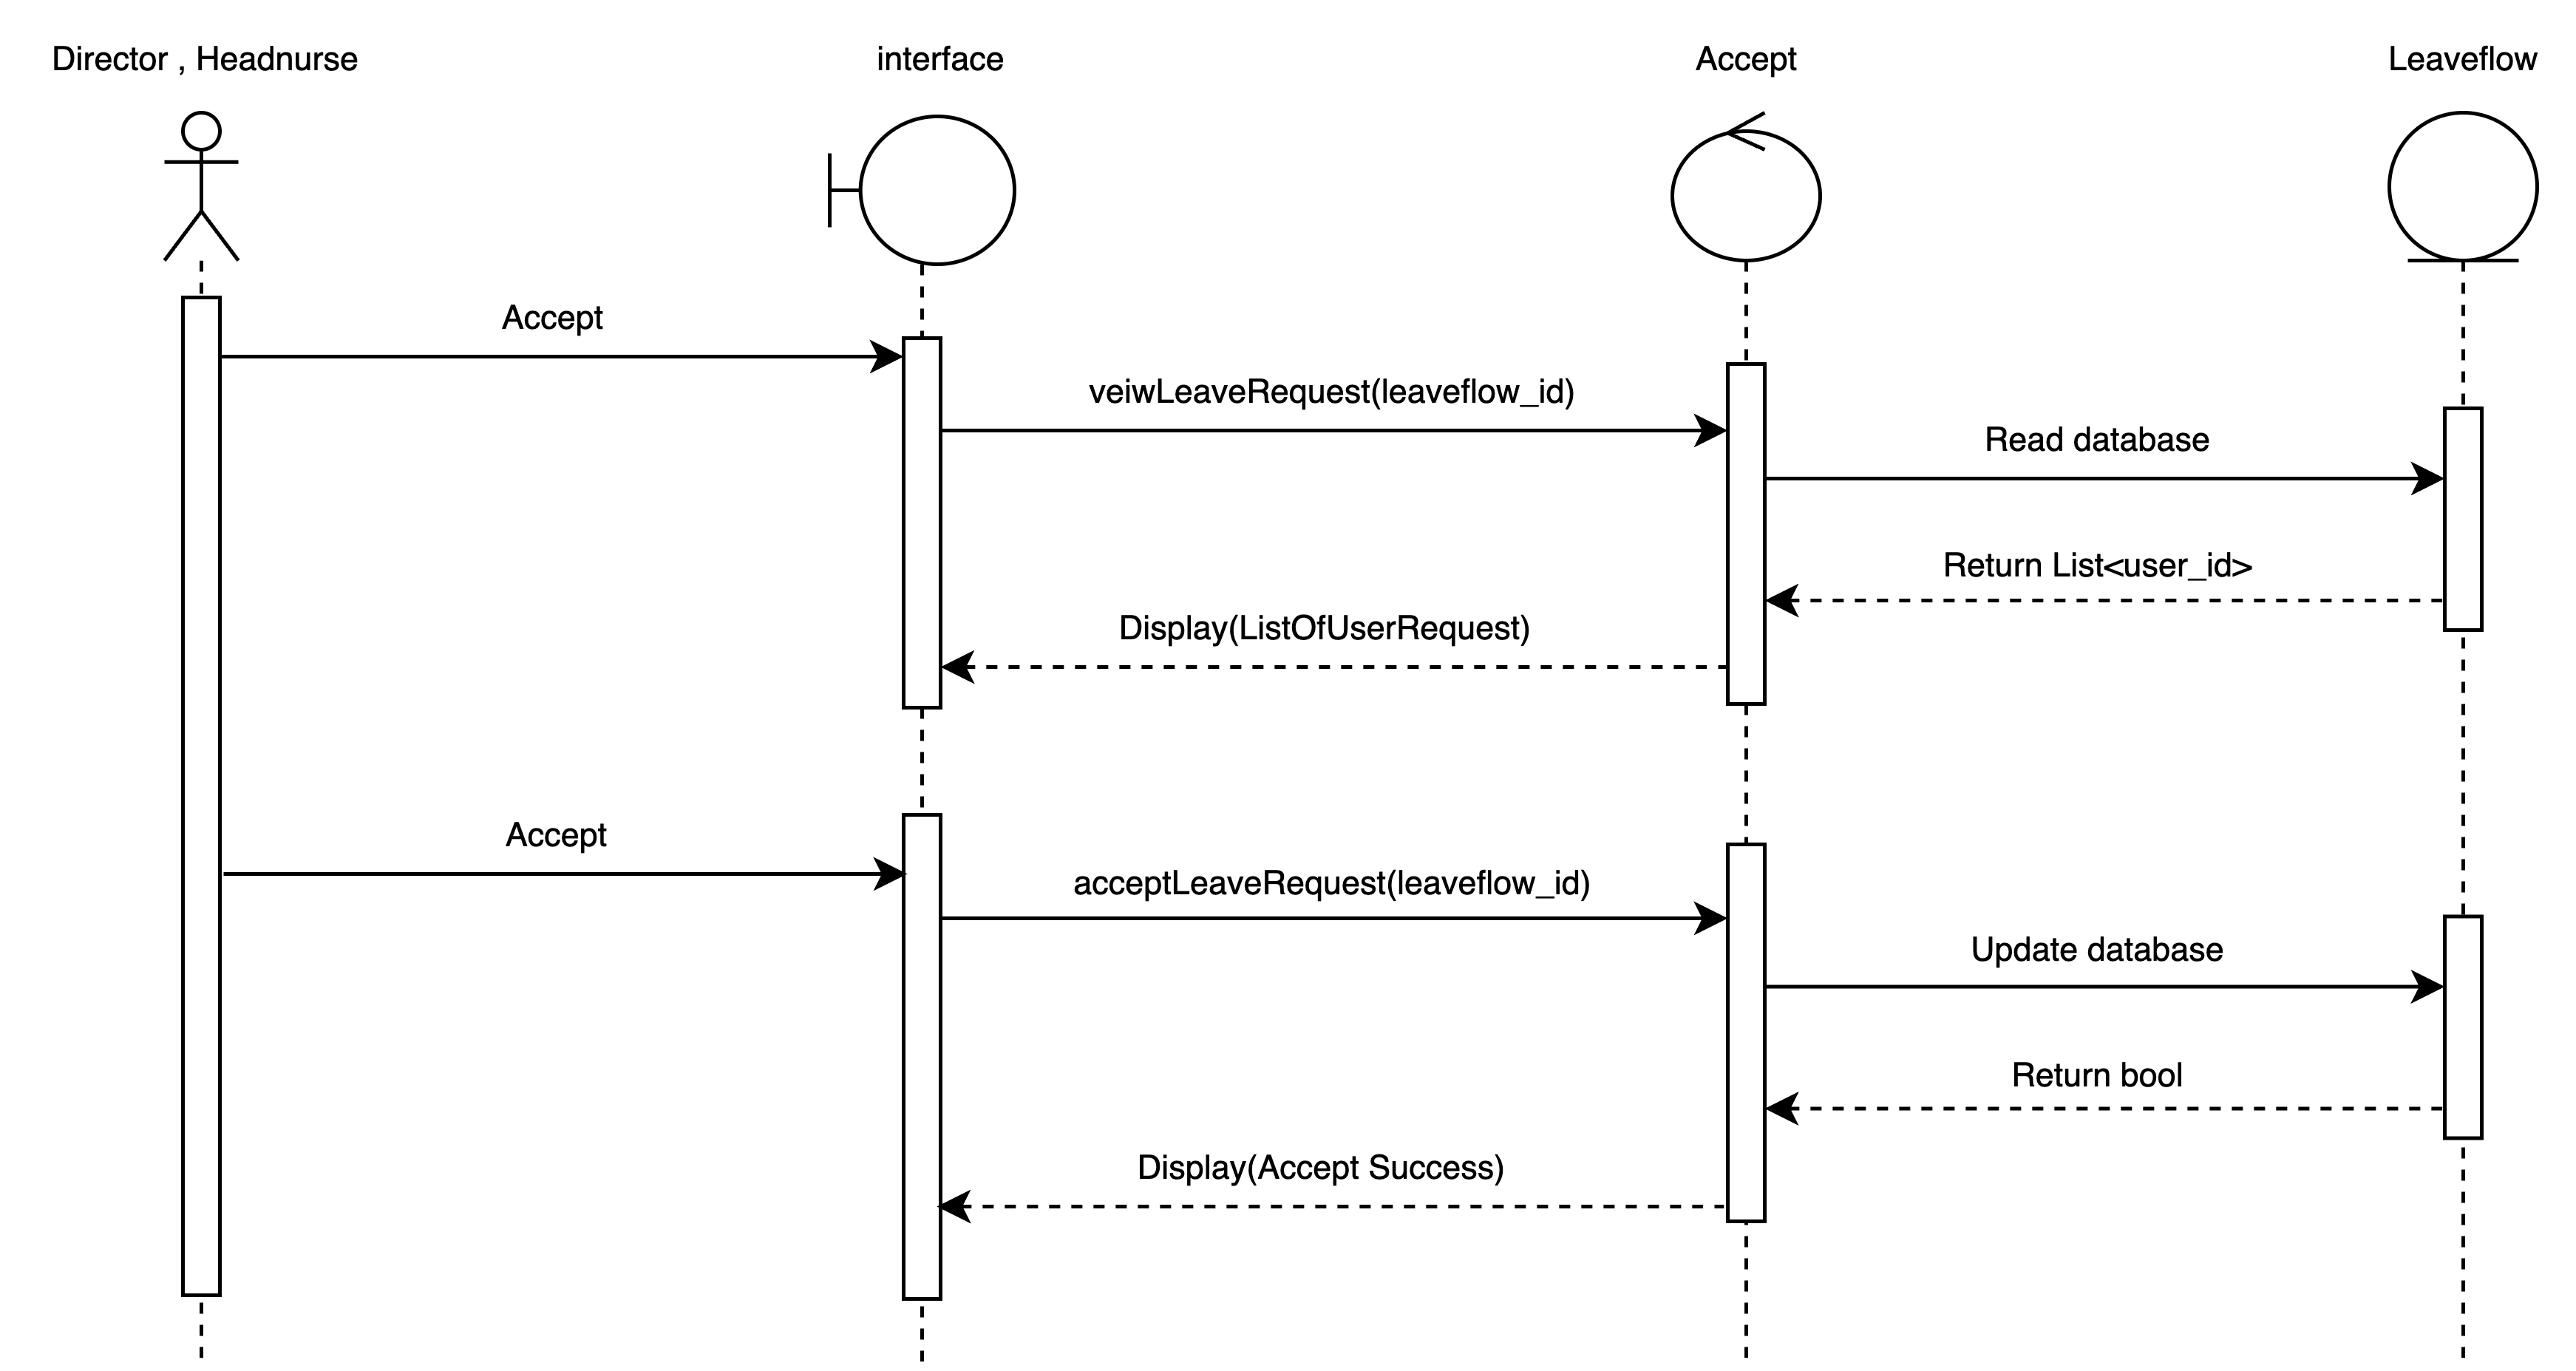 Director , Headnurse
interface
Accept
Leaveflow
Accept
veiwLeaveRequest(leaveflow_id)
Read database
Return List<user_id>
Display(ListOfUserRequest)
Accept
acceptLeaveRequest(leaveflow_id)
Update database
Return bool
Display(Accept Success)